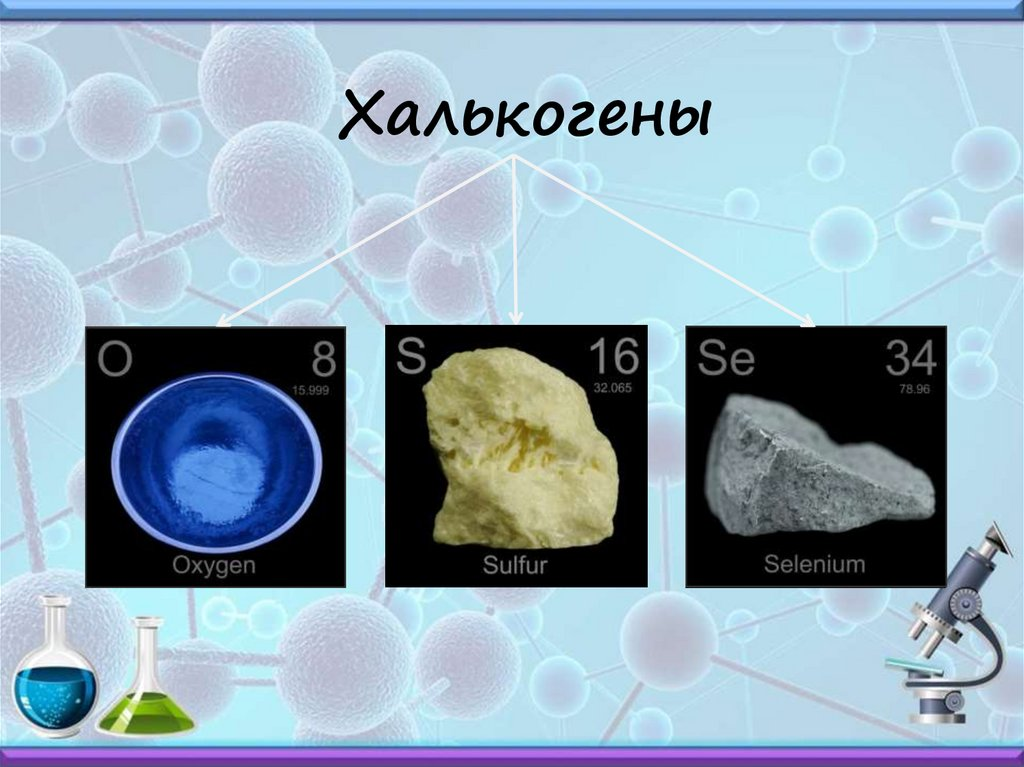 Халькогены
O 8
15.999
Oxygen
S 16
32.065
Sulfur
Se 34
78.96
Selenium